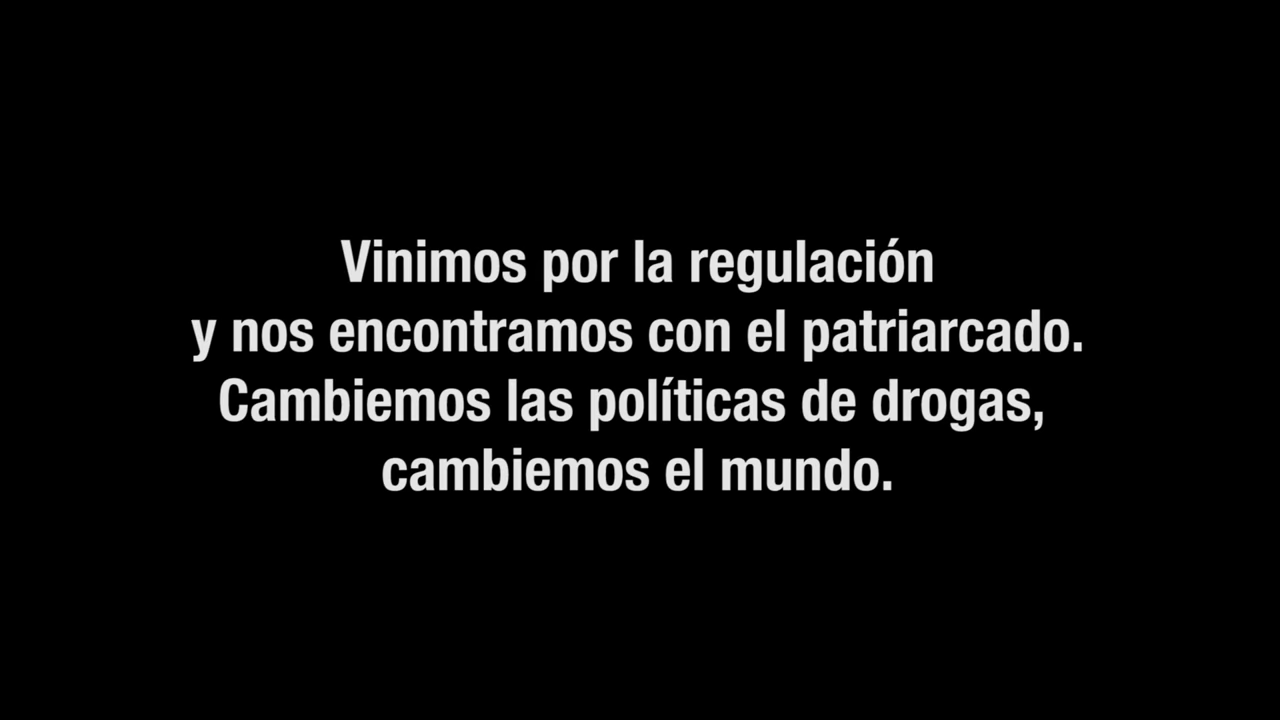 Vinimos por la regulación
y nos encontramos con el patriarcado.
Cambiemos las políticas de drogas,
cambiemos el mundo.